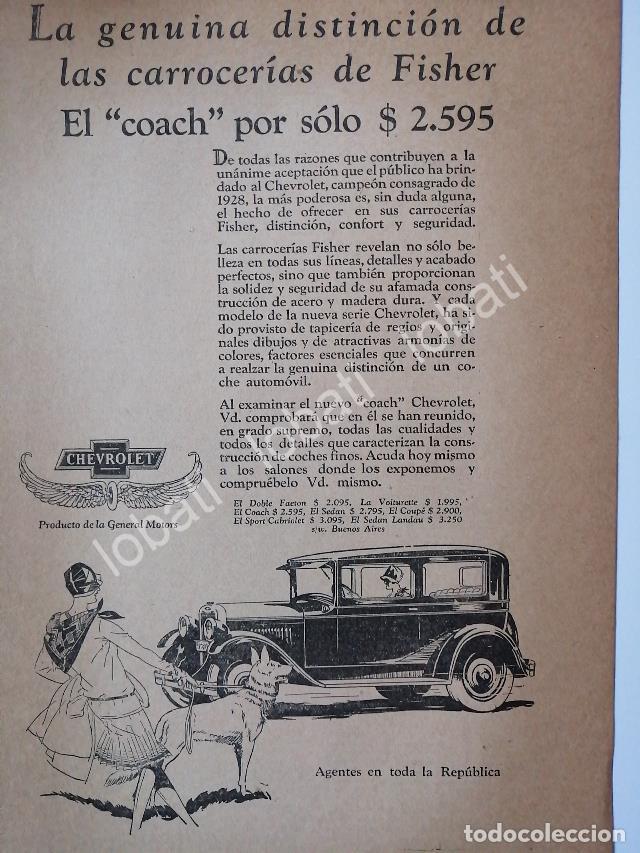 La genuina distinción de
las carrocerías de Fisher
El "coach" por sólo $ 2.595
De todas las razones que contribuyen a la
unánime aceptación que el público ha brin-
dado al Chevrolet, campeón consagrado de
1928, la más poderosa es, sin duda alguna,
el hecho de ofrecer en sus carrocerías
Fisher, distinción, confort y seguridad.
Las carrocerías Fisher revelan no sólo be-
lleza en todas sus líneas, detalles y acabado
perfectos, sino que también proporcionan
la solidez y seguridad de su afamada cons-
trucción de acero y madera dura. Y cada
modelo de la nueva serie Chevrolet, ha si-
do provisto de tapicería de regios y origi-
nales dibujos y de atractivas armonías de
colores, factores esenciales que concurren
a realzar la genuina distinción de un co-
che automóvil.
Al examinar el nuevo "coach" Chevrolet,
Vd. comprobará que en él se han reunido,
en grado supremo, todas las cualidades y
todos los detalles que caracterizan la cons-
trucción de coches finos. Acuda hoy mismo
a los salones donde los exponemos y
compruébelo Vd. mismo.
El Doble Faeton $ 2.095, La Voiturette $ 1.995,
El Coach $ 2.595, El Sedan $ 2.795, El Coupé $ 2.900,
El Sport Cabriolet $ 3.095, El Sedan Landau $ 3.250
s/w. Buenos Aires
CHEVROLET
Producto de la General Motors
Agentes en toda la República
lobati lobati lobati
todocoleccion